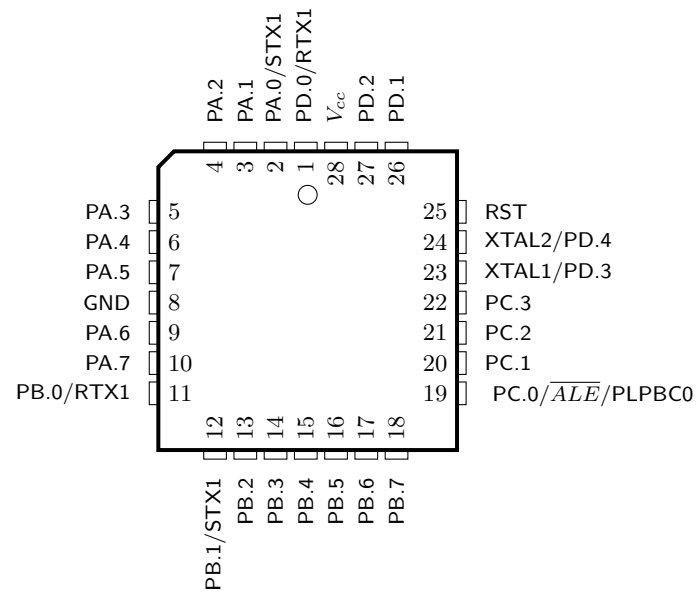 PA.2
PA.1
PA.0/STX1
PD.0/RTX1
Vcc
PD.2
PD.1
4
3
2
1
28
27
26
PA.3 5
PA.4 6
PA.5 7
GND 8
PA.6 9
PA.7 10
PB.0/RTX1 11
25 RST
24 XTAL2/PD.4
23 XTAL1/PD.3
22 PC.3
21 PC.2
20 PC.1
19 PC.0/A̅L̅E̅/PLPBC0
12
13
14
15
16
17
18
PB.1/STX1
PB.2
PB.3
PB.4
PB.5
PB.6
PB.7